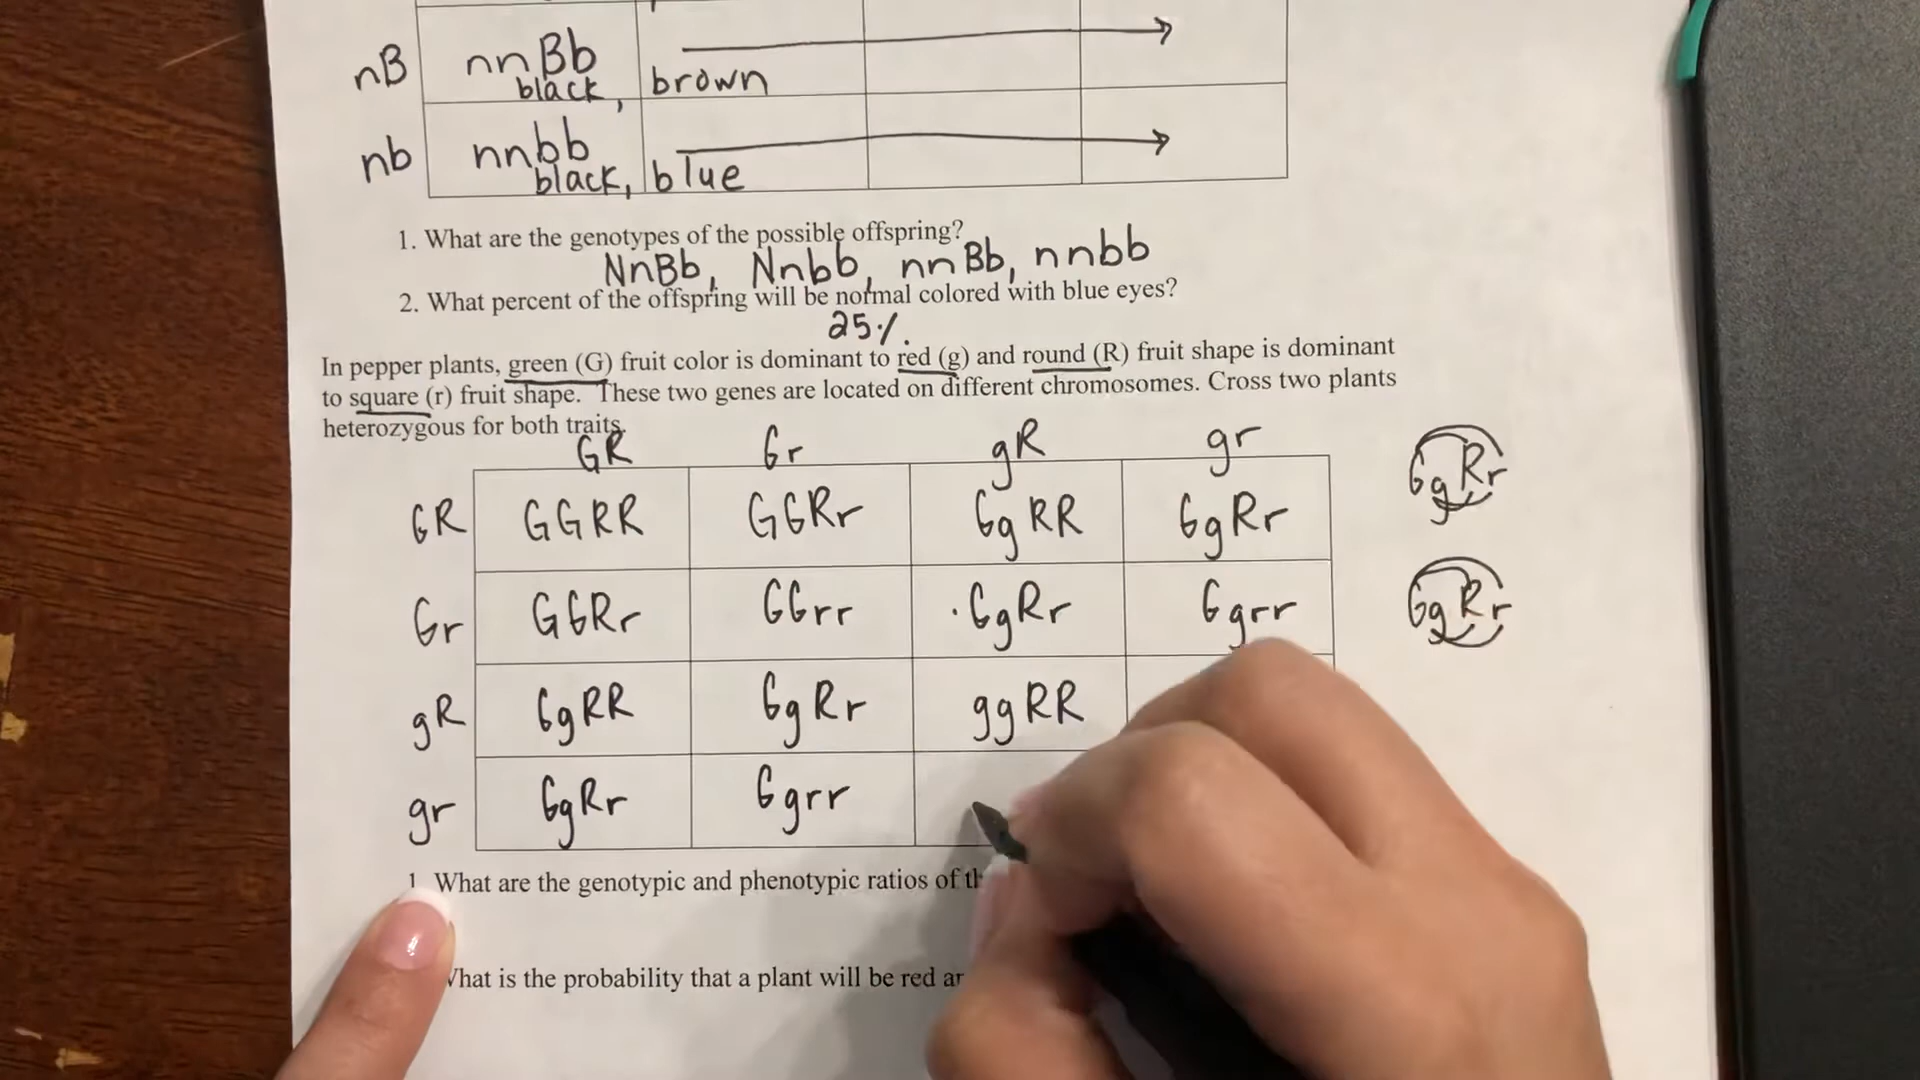 nB nnBb
black, brown
nb nnbb
black, blue
1. What are the genotypes of the possible offspring?
NnBb, Nnbb, nnBb, nnbb
2. What percent of the offspring will be normal colored with blue eyes?
25%.
In pepper plants, green (G) fruit color is dominant to red (g) and round (R) fruit shape is dominant
to square (r) fruit shape. These two genes are located on different chromosomes. Cross two plants
heterozygous for both traits.
GR Gr gR gr
GgRr
GR GGRR GGRr GgRR GgRr
Gr GGRr GGrr GgRr Ggrr
GgRr
gR GgRR GgRr ggRR
gr GgRr Ggrr
1. What are the genotypic and phenotypic ratios of
What is the probability that a plant will be red